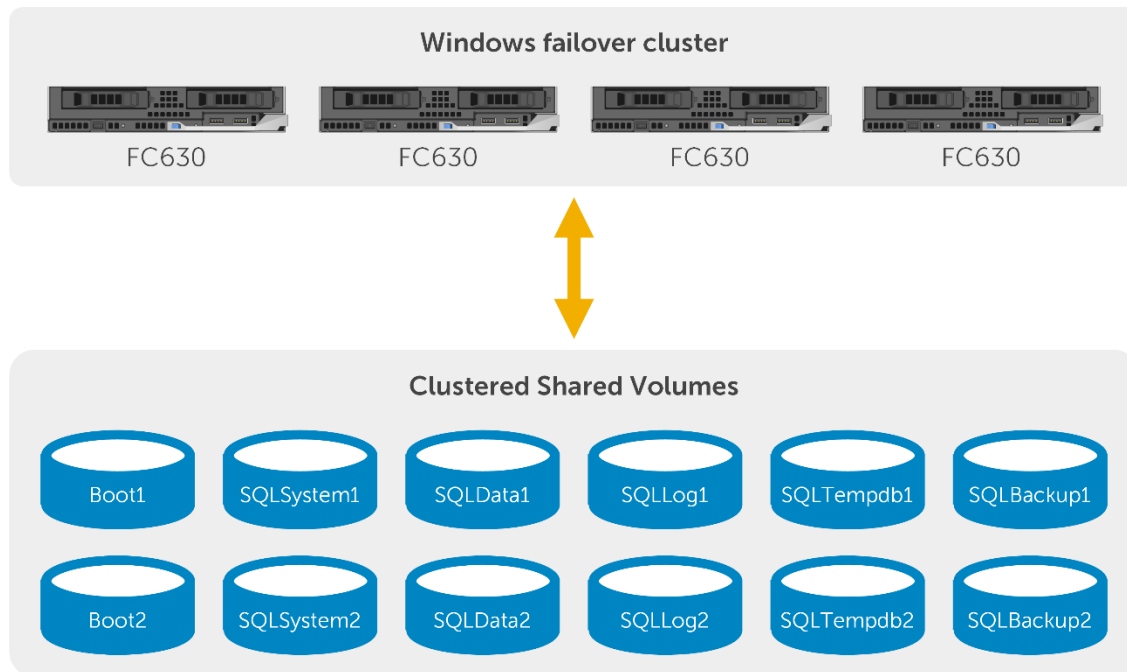 Windows failover cluster
FC630 FC630 FC630 FC630
Clustered Shared Volumes
Boot1 SQLSystem1 SQLData1 SQLLog1 SQLTempdb1 SQLBackup1
Boot2 SQLSystem2 SQLData2 SQLLog2 SQLTempdb2 SQLBackup2